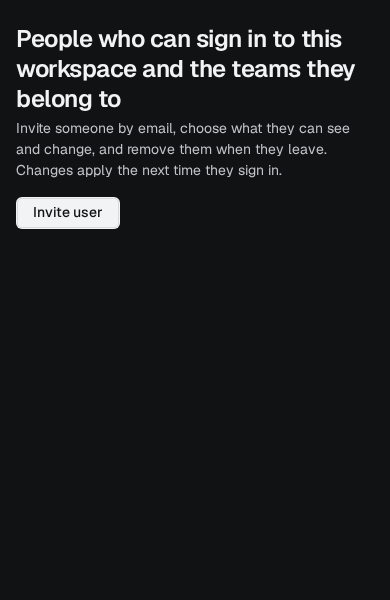 People who can sign in to this
workspace and the teams they
belong to
Invite someone by email, choose what they can see
and change, and remove them when they leave.
Changes apply the next time they sign in.
Invite user